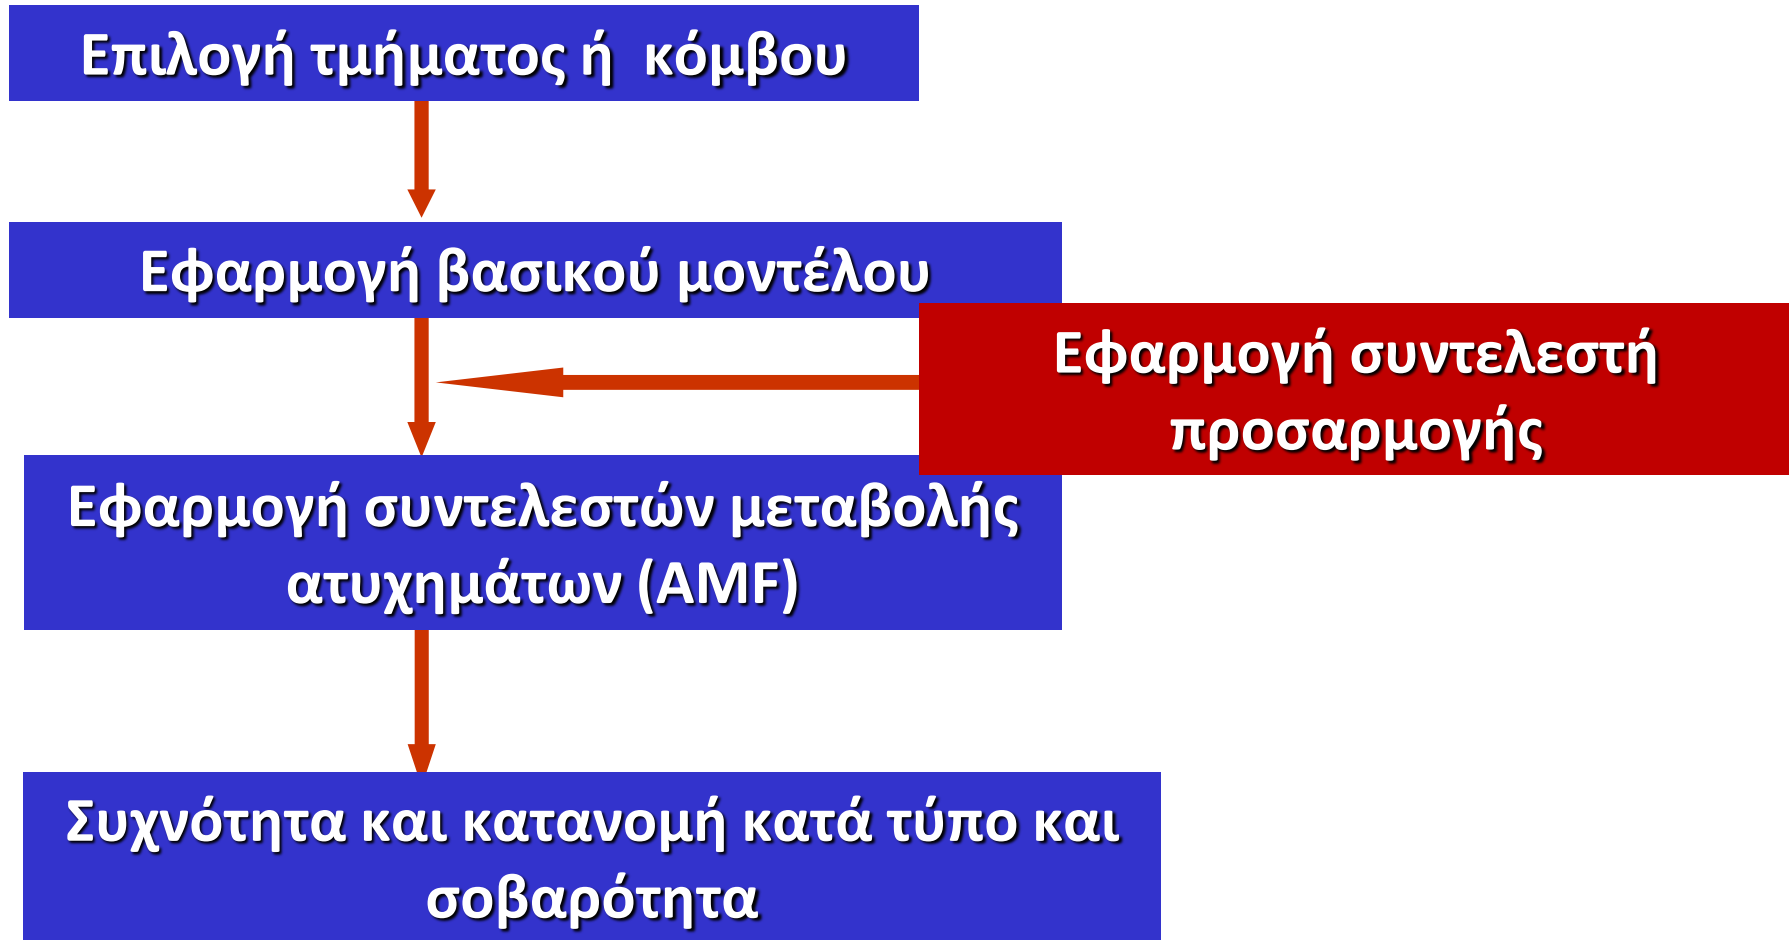 Επιλογή τμήματος ή  κόμβου
Εφαρμογή βασικού μοντέλου
Εφαρμογή συντελεστή
προσαρμογής
Εφαρμογή συντελεστών μεταβολής
ατυχημάτων (AMF)
Συχνότητα και κατανομή κατά τύπο και
σοβαρότητα